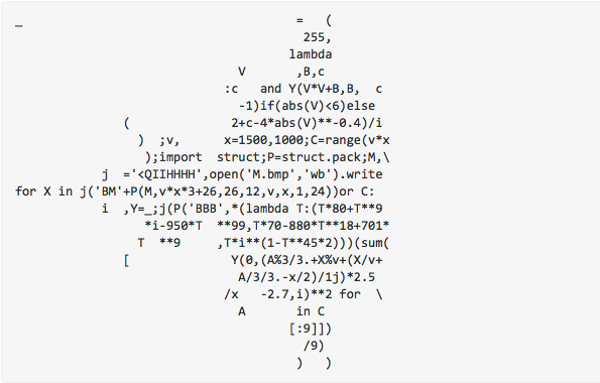 _                                      =   (
                                        255,
                                      lambda
                               V       ,B,c
                             :c   and Y(V*V+B,B,  c
                               -1)if(abs(V)<6)else
               (              2+c-4*abs(V)**-0.4)/i
                 )  ;v,      x=1500,1000;C=range(v*x
                  );import  struct;P=struct.pack;M,\
            j  ='<QIIHHHH',open('M.bmp','wb').write
for X in j('BM'+P(M,v*x*3+26,26,12,v,x,1,24))or C:
            i  ,Y=_;j(P('BBB',*(lambda T:(T*80+T**9
                  *i-950*T  **99,T*70-880*T**18+701*
                 T  **9     ,T*i**(1-T**45*2)))(sum(
               [              Y(0,(A%3/3.+X%v+(X/v+
                               A/3/3.-x/2)/1j)*2.5
                             /x   -2.7,i)**2 for  \
                               A       in C
                                      [:9]])
                                        /9)
                                       )   )